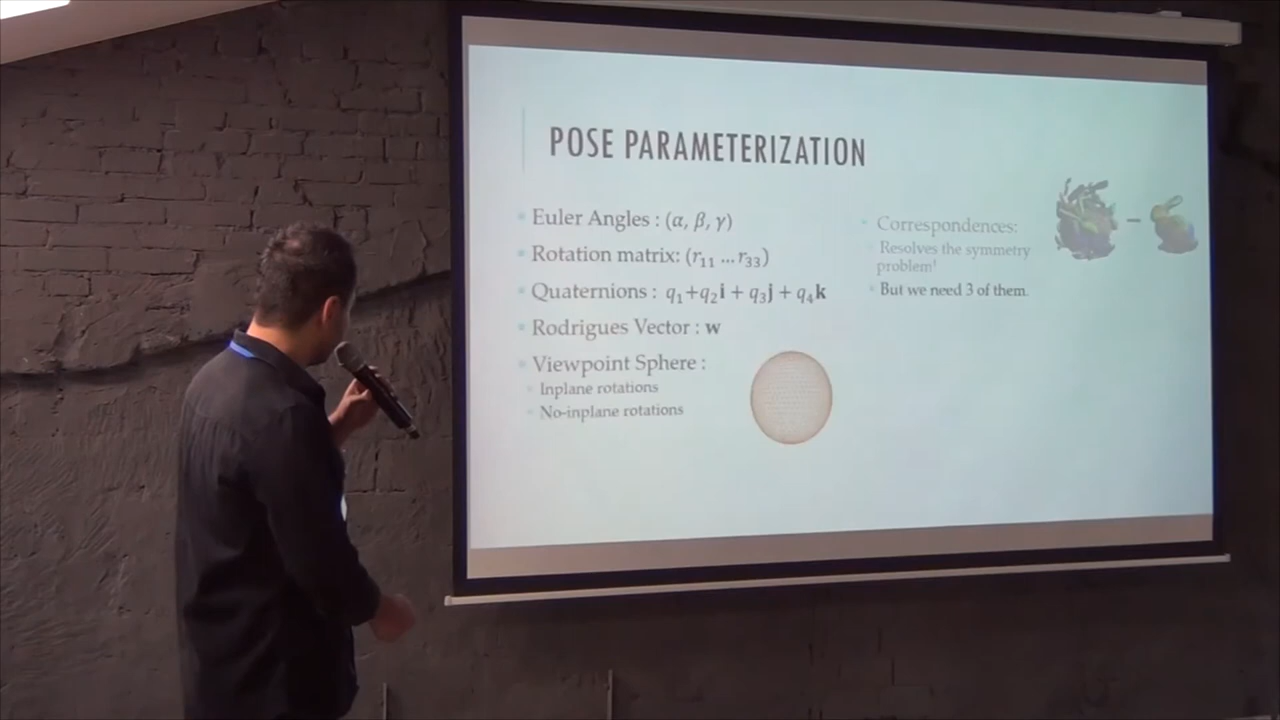 POSE PARAMETERIZATION
Euler Angles : (α, β, γ)
Rotation matrix: (r₁₁ ... r₃₃)
Quaternions : q₁+q₂i + q₃j + q₄k
Rodrigues Vector : w
Viewpoint Sphere :
Inplane rotations
No-inplane rotations
Correspondences:
Resolves the symmetry
problem!
But we need 3 of them.